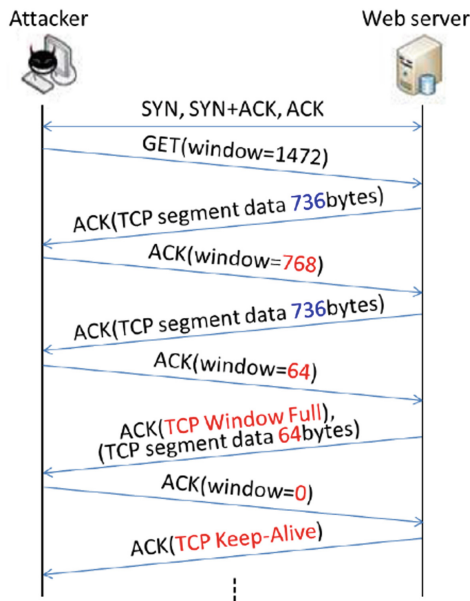 Attacker
Web server
SYN, SYN+ACK, ACK
GET(window=1472)
ACK(TCP segment data 736bytes)
ACK(window=768)
ACK(TCP segment data 736bytes)
ACK(window=64)
ACK(TCP Window Full),
(TCP segment data 64bytes)
ACK(window=0)
ACK(TCP Keep-Alive)